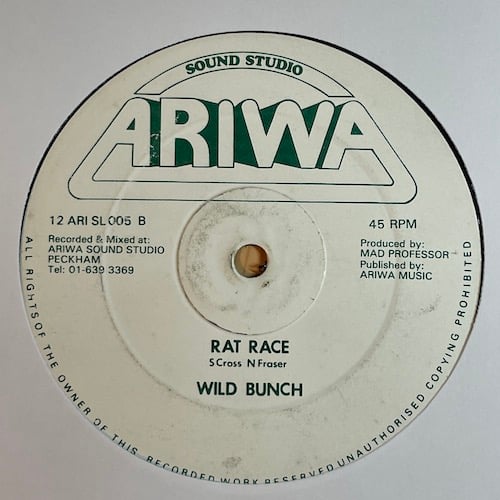 SOUND STUDIO
ARIWA
12 ARI SL 005 B
45 RPM
Recorded & Mixed at:
ARIWA SOUND STUDIO
PECKHAM
Tel: 01-639 3369
Produced by:
MAD PROFESSOR
Published by:
ARIWA MUSIC
RAT RACE
S Cross N Fraser
WILD BUNCH
ALL RIGHTS OF THE OWNER OF THIS RECORDED WORK RESERVED UNAUTHORISED COPYING PROHIBITED